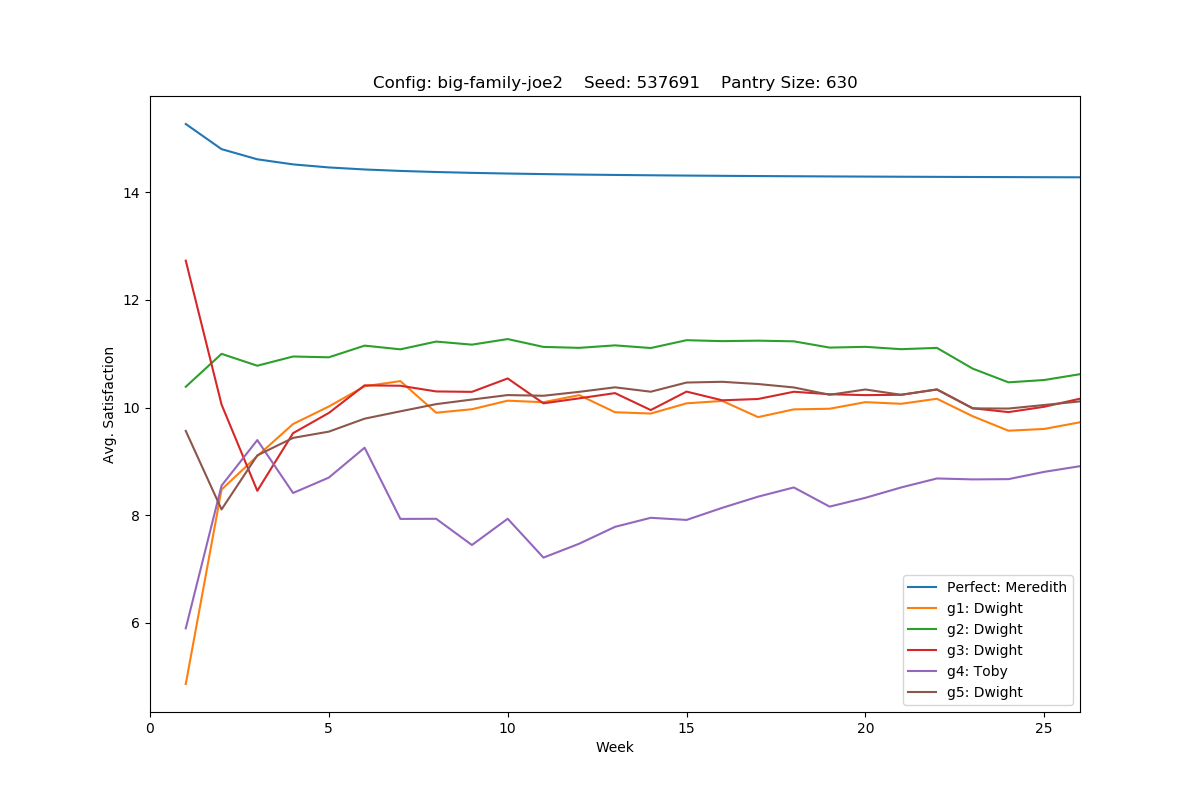 Config: big-family-joe2    Seed: 537691    Pantry Size: 630
Avg. Satisfaction
14
12
10
8
6
0
5
10
15
20
25
Week
Perfect: Meredith
g1: Dwight
g2: Dwight
g3: Dwight
g4: Toby
g5: Dwight